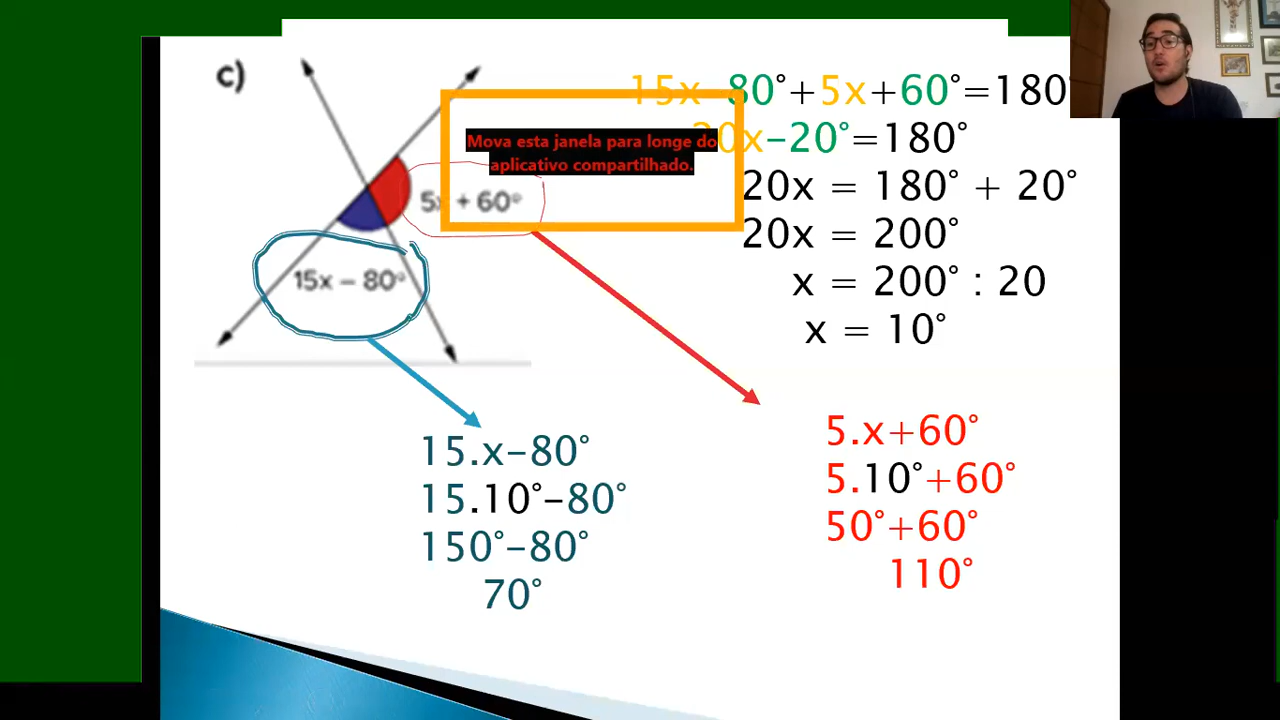 c)
15x-80°+5x+60°=180°
20x-20°=180°
Mova esta janela para longe do
aplicativo compartilhado.
5x + 60°
20x = 180° + 20°
20x = 200°
15x – 80°
x = 200° : 20
x = 10°
15.x-80°
15.10°-80°
150°-80°
70°
5.x+60°
5.10°+60°
50°+60°
110°